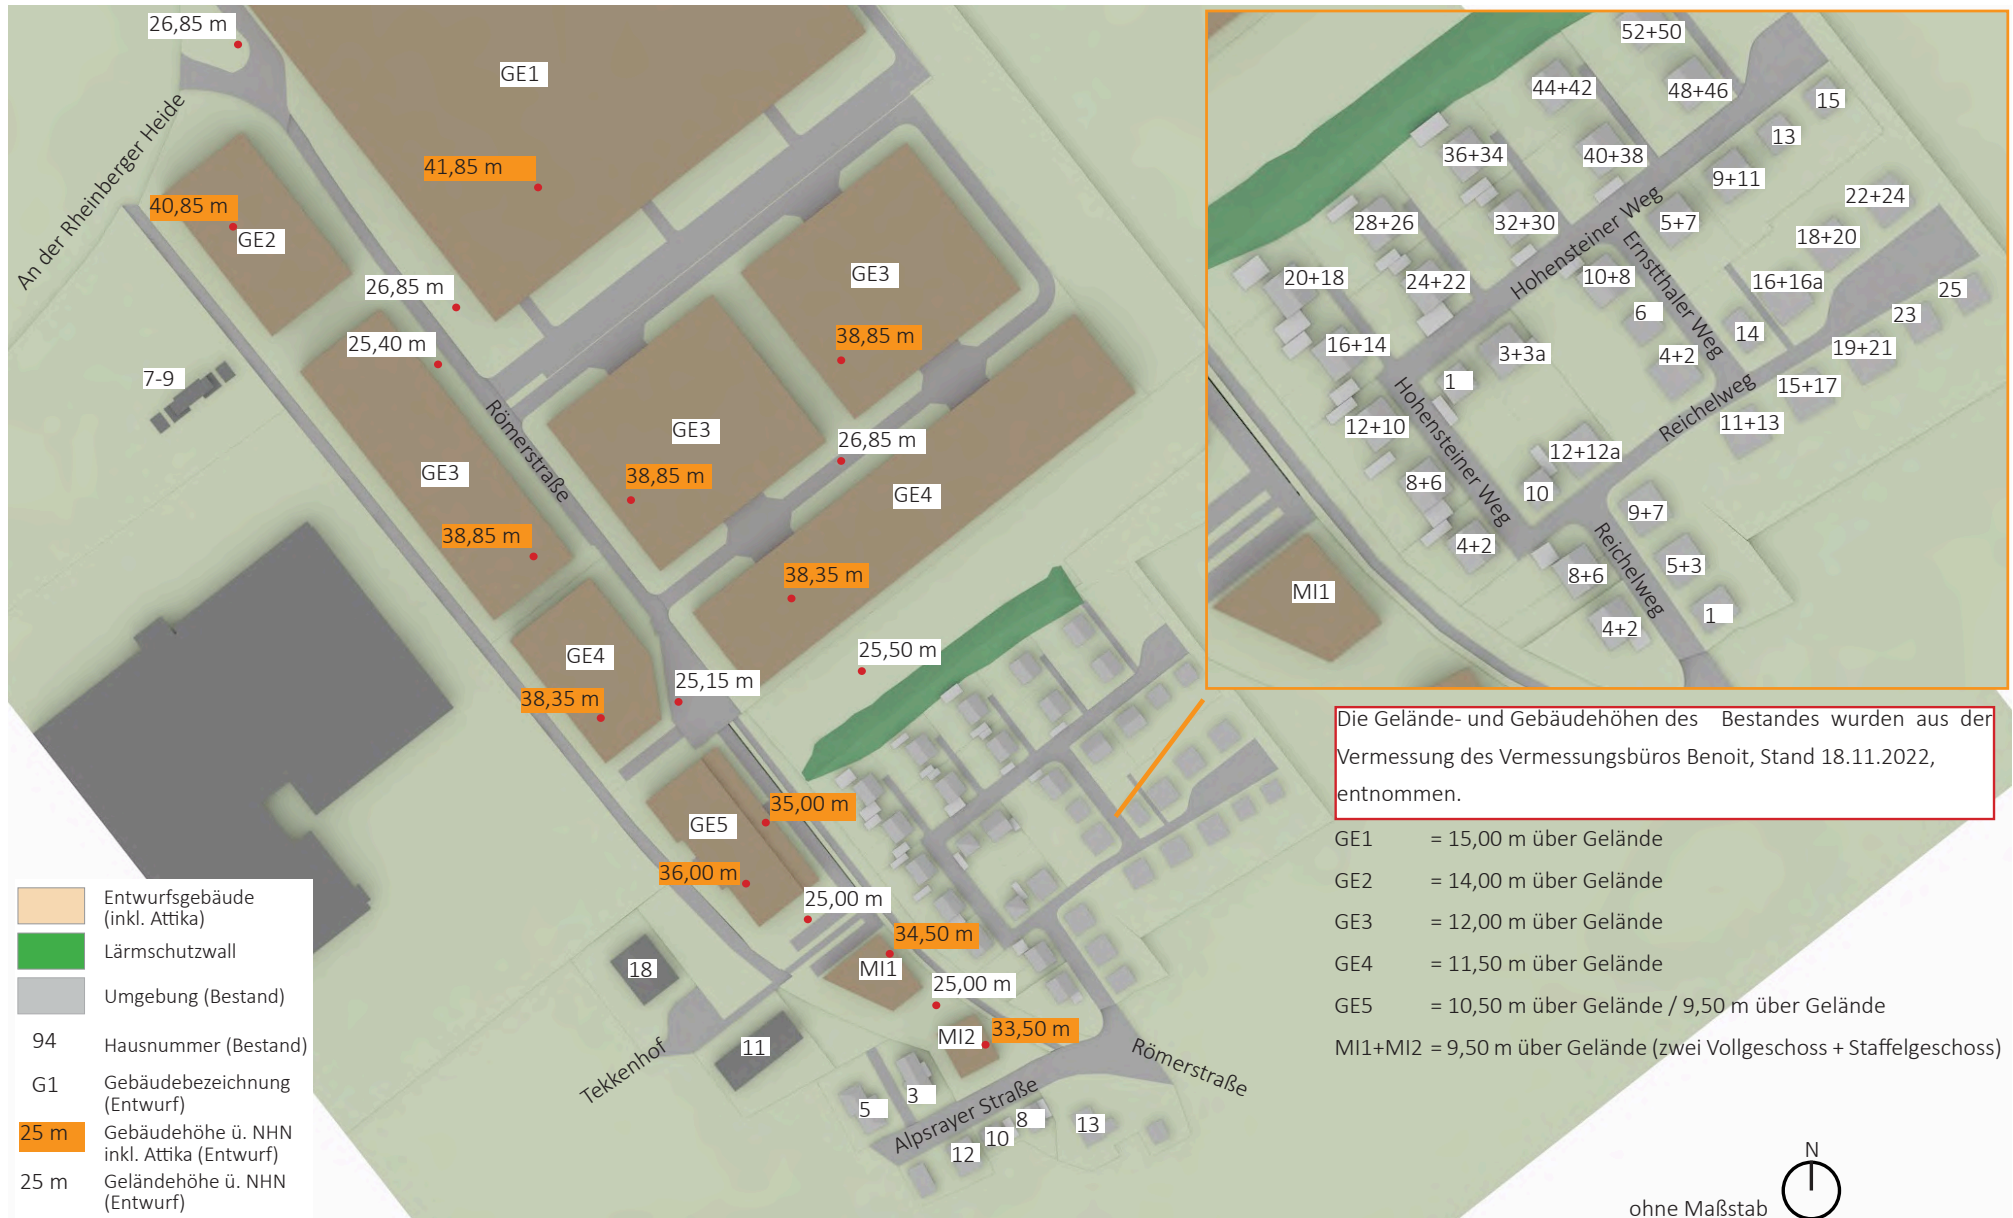 26,85 m
GE1
An der Rheinberger Heide
41,85 m
40,85 m
GE2
26,85 m
GE3
25,40 m
38,85 m
7-9
Römerstraße
GE3
26,85 m
GE3
38,85 m
GE4
38,85 m
38,35 m
GE4
25,50 m
25,15 m
38,35 m
35,00 m
GE5
36,00 m
25,00 m
34,50 m
MI1
18
25,00 m
33,50 m
MI2
11
Tekkenhof
Römerstraße
3
5
Alpsrayer Straße
8
13
10
12
52+50
44+42
48+46
15
13
36+34
40+38
9+11
22+24
28+26
32+30
5+7
18+20
Hohensteiner Weg
Ernstthaler Weg
20+18
24+22
10+8
16+16a
25
6
23
14
16+14
3+3a
4+2
19+21
1
15+17
Hohensteiner Weg
Reichelweg
11+13
12+10
12+12a
8+6
10
9+7
4+2
Reichelweg
5+3
8+6
MI1
1
4+2
Die Gelände- und Gebäudehöhen des Bestandes wurden aus der
Vermessung des Vermessungsbüros Benoit, Stand 18.11.2022,
entnommen.
GE1 = 15,00 m über Gelände
GE2 = 14,00 m über Gelände
GE3 = 12,00 m über Gelände
GE4 = 11,50 m über Gelände
GE5 = 10,50 m über Gelände / 9,50 m über Gelände
MI1+MI2 = 9,50 m über Gelände (zwei Vollgeschoss + Staffelgeschoss)
Entwurfsgebäude
(inkl. Attika)
Lärmschutzwall
Umgebung (Bestand)
94 Hausnummer (Bestand)
G1 Gebäudebezeichnung
(Entwurf)
25 m Gebäudehöhe ü. NHN
inkl. Attika (Entwurf)
25 m Geländehöhe ü. NHN
(Entwurf)
N
ohne Maßstab